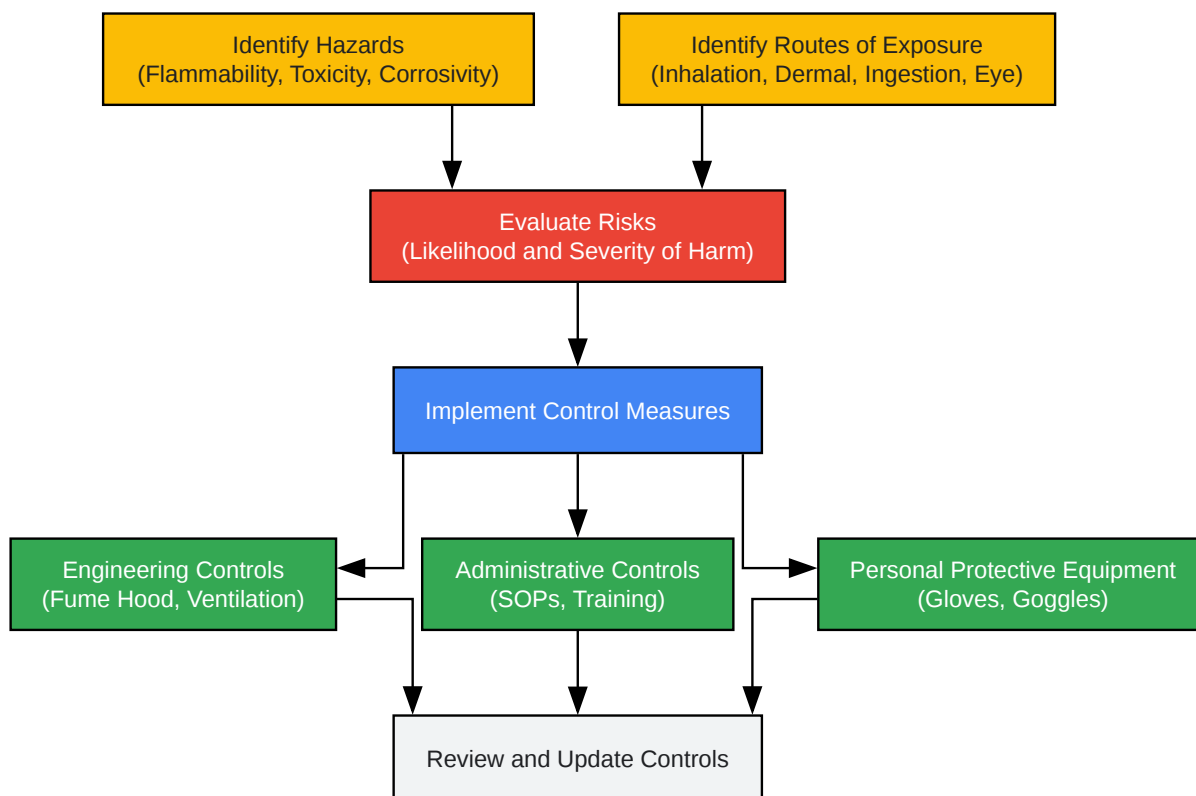 Identify Hazards
(Flammability, Toxicity, Corrosivity)
Identify Routes of Exposure
(Inhalation, Dermal, Ingestion, Eye)
Evaluate Risks
(Likelihood and Severity of Harm)
Implement Control Measures
Engineering Controls
(Fume Hood, Ventilation)
Administrative Controls
(SOPs, Training)
Personal Protective Equipment
(Gloves, Goggles)
Review and Update Controls